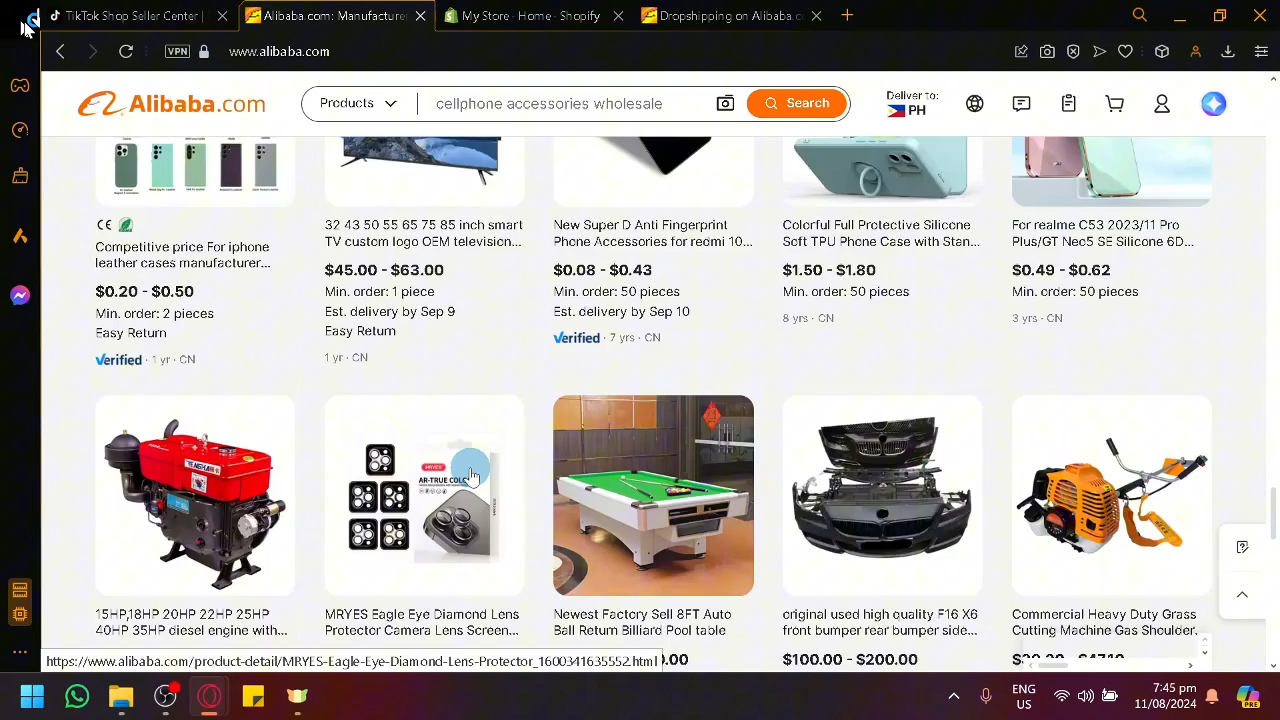 TikTok Shop Seller Center
Alibaba.com: Manufacturer
My Store · Home · Shopify
Dropshipping on Alibaba.c
VPN
www.alibaba.com
Alibaba.com
Products
cellphone accessories wholesale
Search
Deliver to:
PH
Competitive price For iphone
leather cases manufacturer...
$0.20 - $0.50
Min. order: 2 pieces
Easy Return
Verified · 1 yr · CN
32 43 50 55 65 75 85 inch smart
TV custom logo OEM television...
$45.00 - $63.00
Min. order: 1 piece
Est. delivery by Sep 9
Easy Return
1 yr · CN
New Super D Anti Fingerprint
Phone Accessories for redmi 10...
$0.08 - $0.43
Min. order: 50 pieces
Est. delivery by Sep 10
Verified · 7 yrs · CN
Colorful Full Protective Silicone
Soft TPU Phone Case with Stan...
$1.50 - $1.80
Min. order: 50 pieces
8 yrs · CN
For realme C53 2023/11 Pro
Plus/GT Neo5 SE Silicone 6D...
$0.49 - $0.62
Min. order: 50 pieces
3 yrs · CN
MRYES
AR-TRUE COLO
15HP,18HP 20HP 22HP 25HP
40HP 35HP diesel engine with...
MRYES Eagle Eye Diamond Lens
Protector Camera Lens Screen...
Newest Factory Sell 8FT Auto
Ball Return Billiard Pool table
original used high quality F16 X6
front bumper rear bumper side...
$100.00 - $200.00
Commercial Heavy Duty Grass
Cutting Machine Gas Shoulder
https://www.alibaba.com/product-detail/MRYES-Eagle-Eye-Diamond-Lens-Protector_1600341635552.html
ENG
US
7:45 pm
11/08/2024
PRE